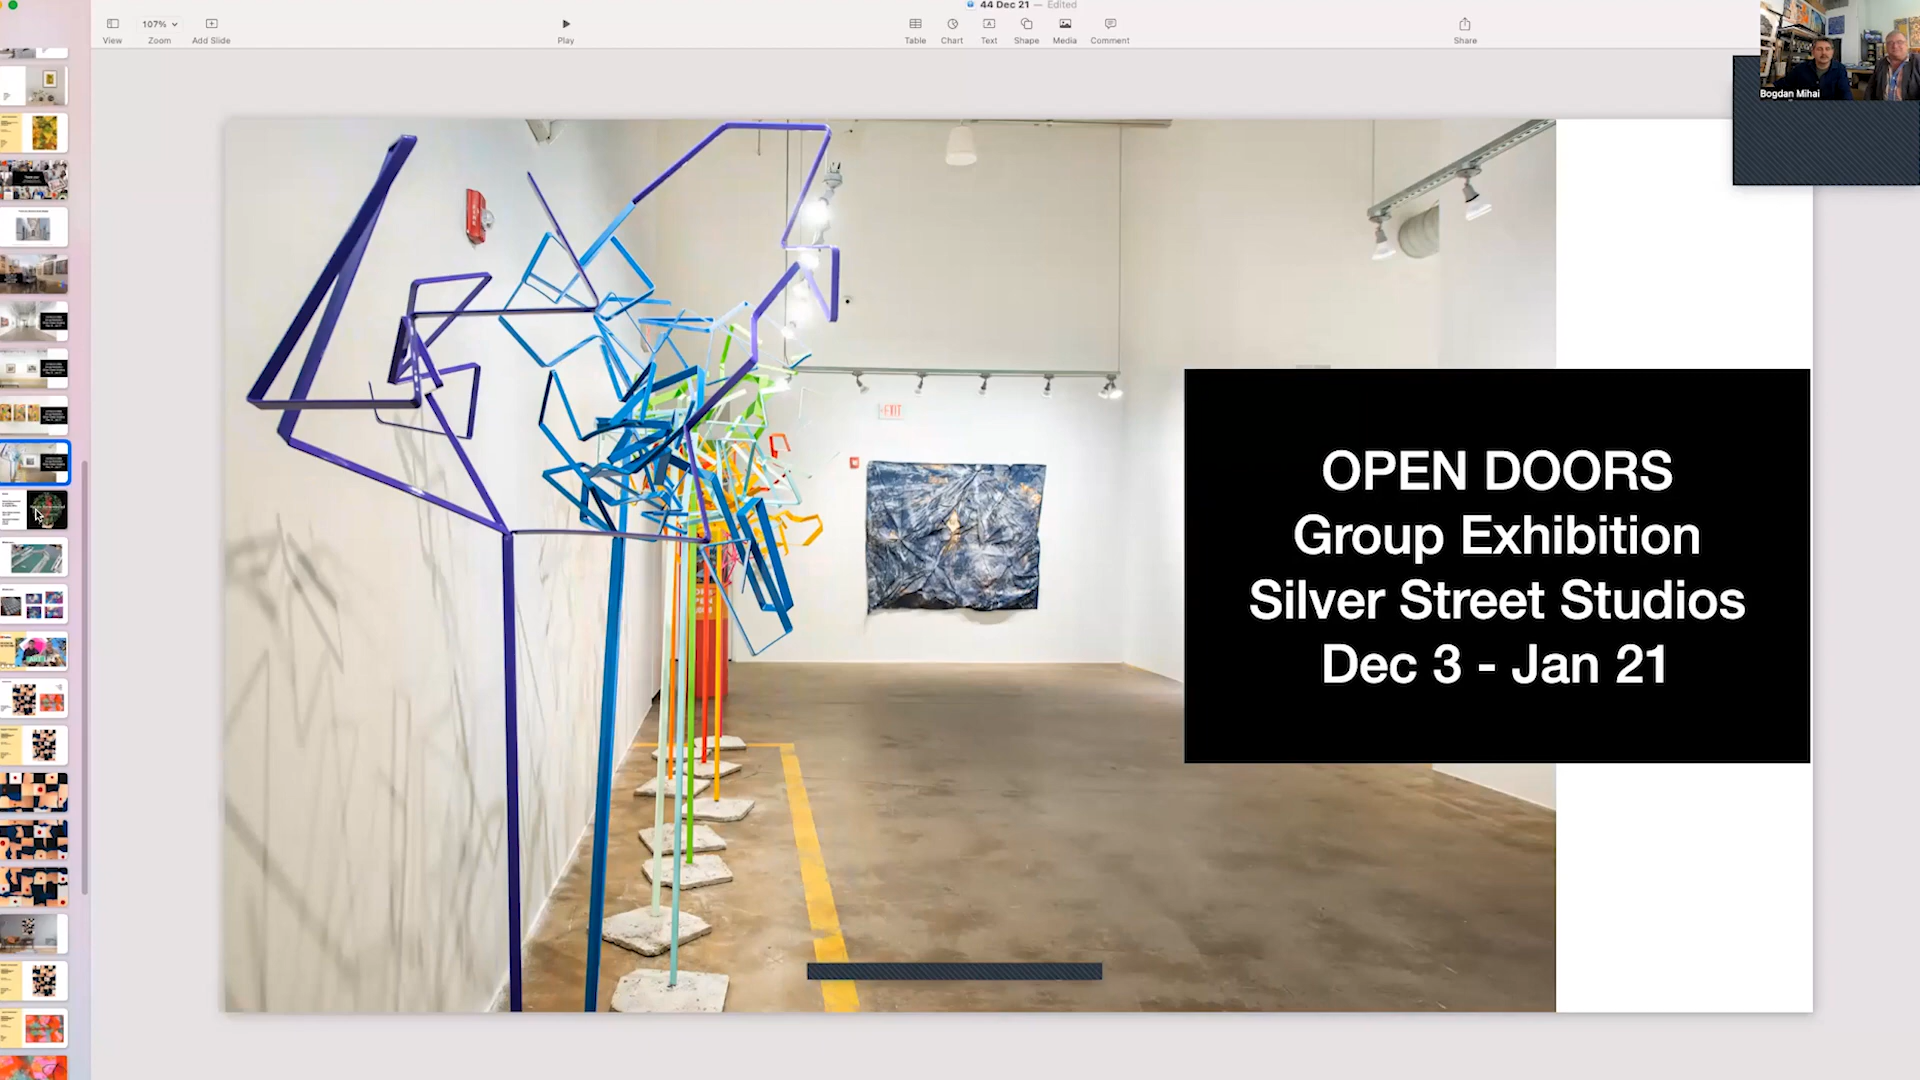 44 Dec 21 — Edited
View
107%
Zoom
Add Slide
Play
Table
Chart
Text
Shape
Media
Comment
Share
Bogdan Mihai
EXIT
OPEN DOORS
Group Exhibition
Silver Street Studios
Dec 3 - Jan 21